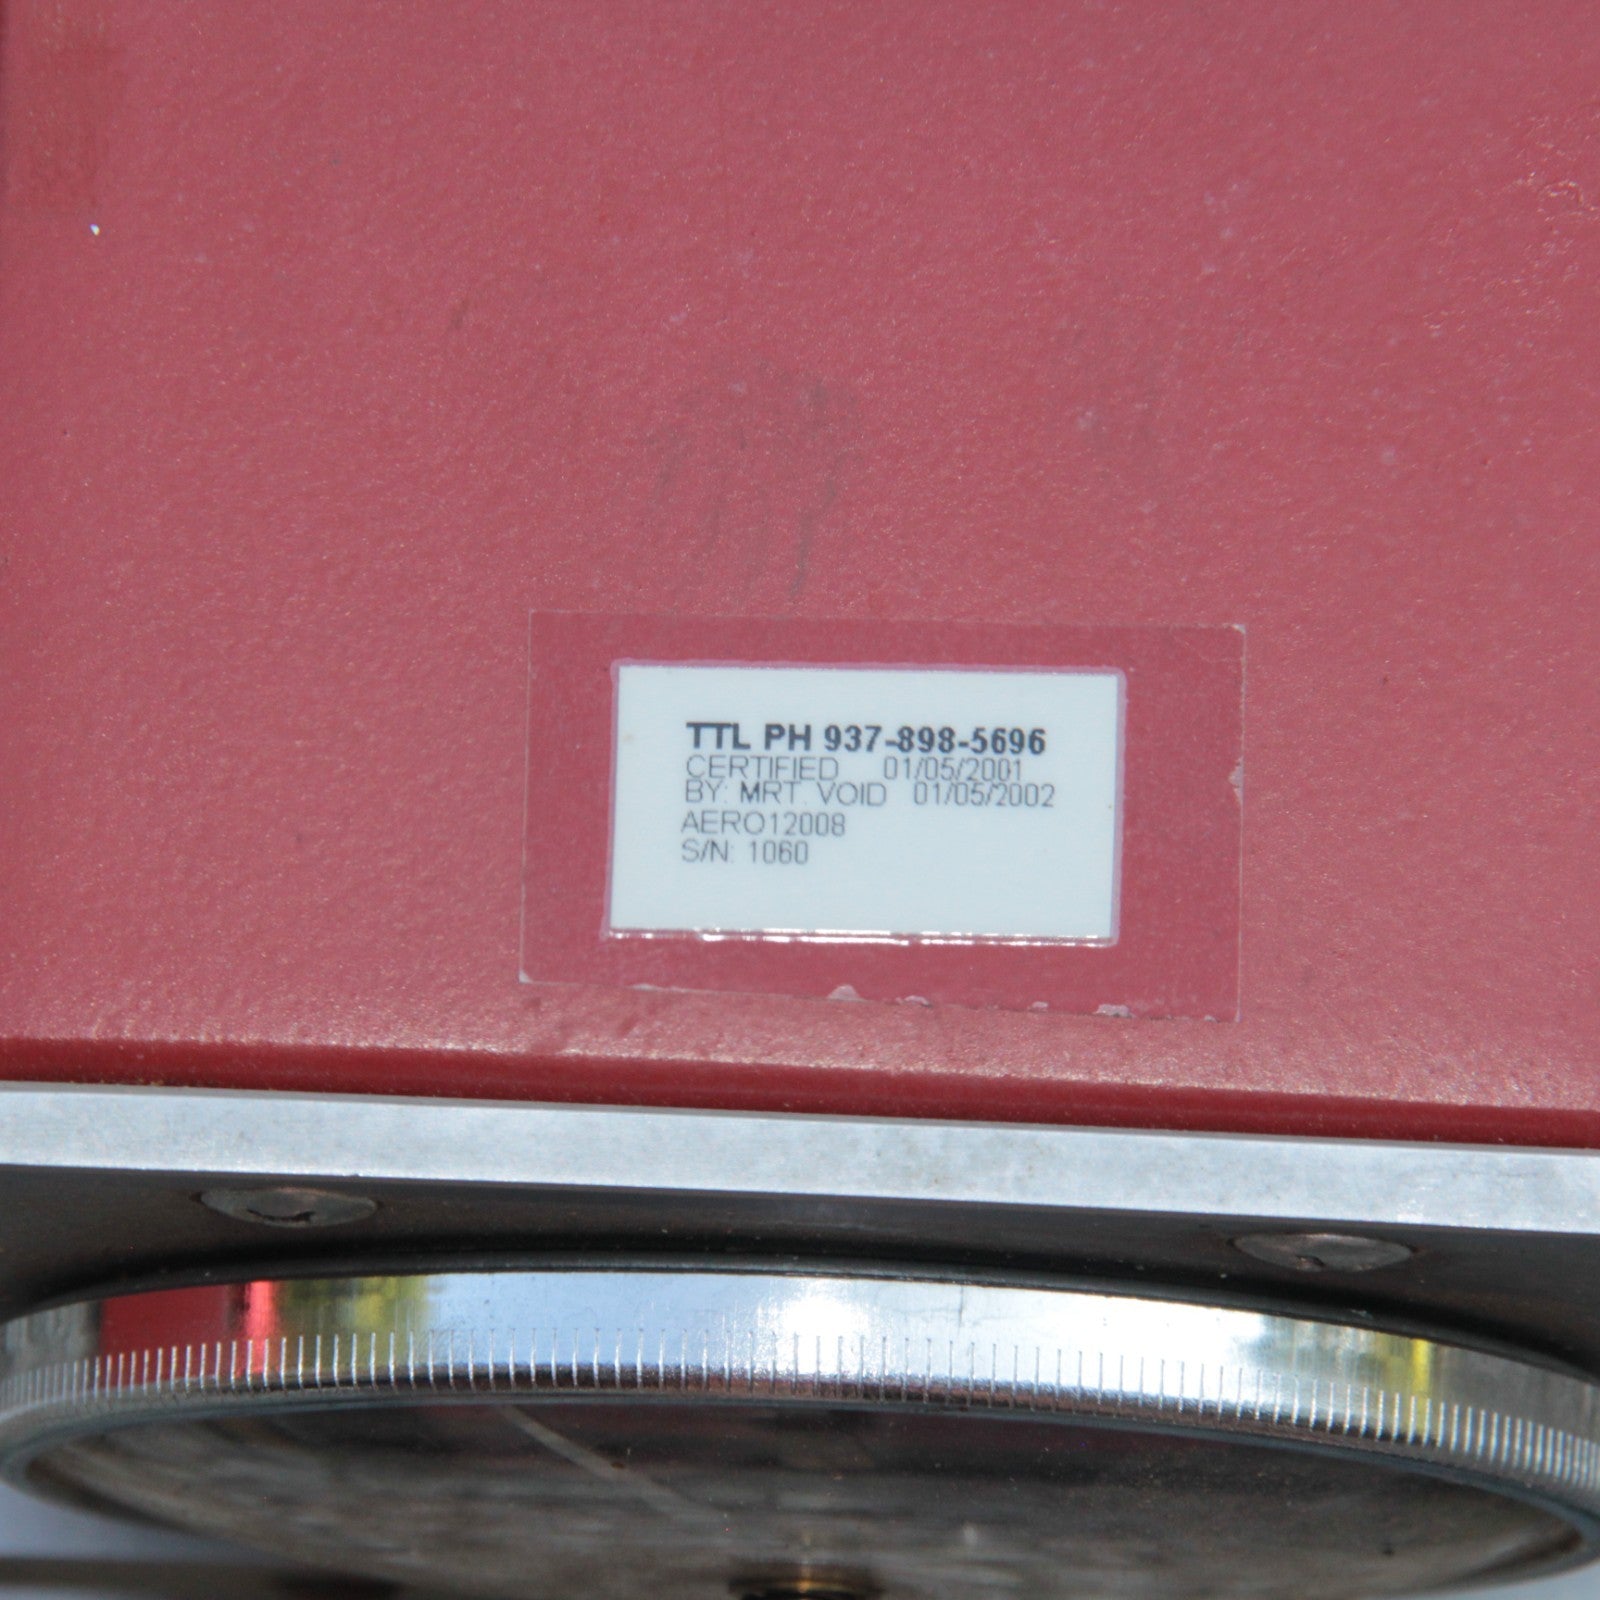 TTL PH 937-898-5696
CERTIFIED 01/05/2001
BY: MRT VOID 01/05/2002
AERO12008
S/N: 1060